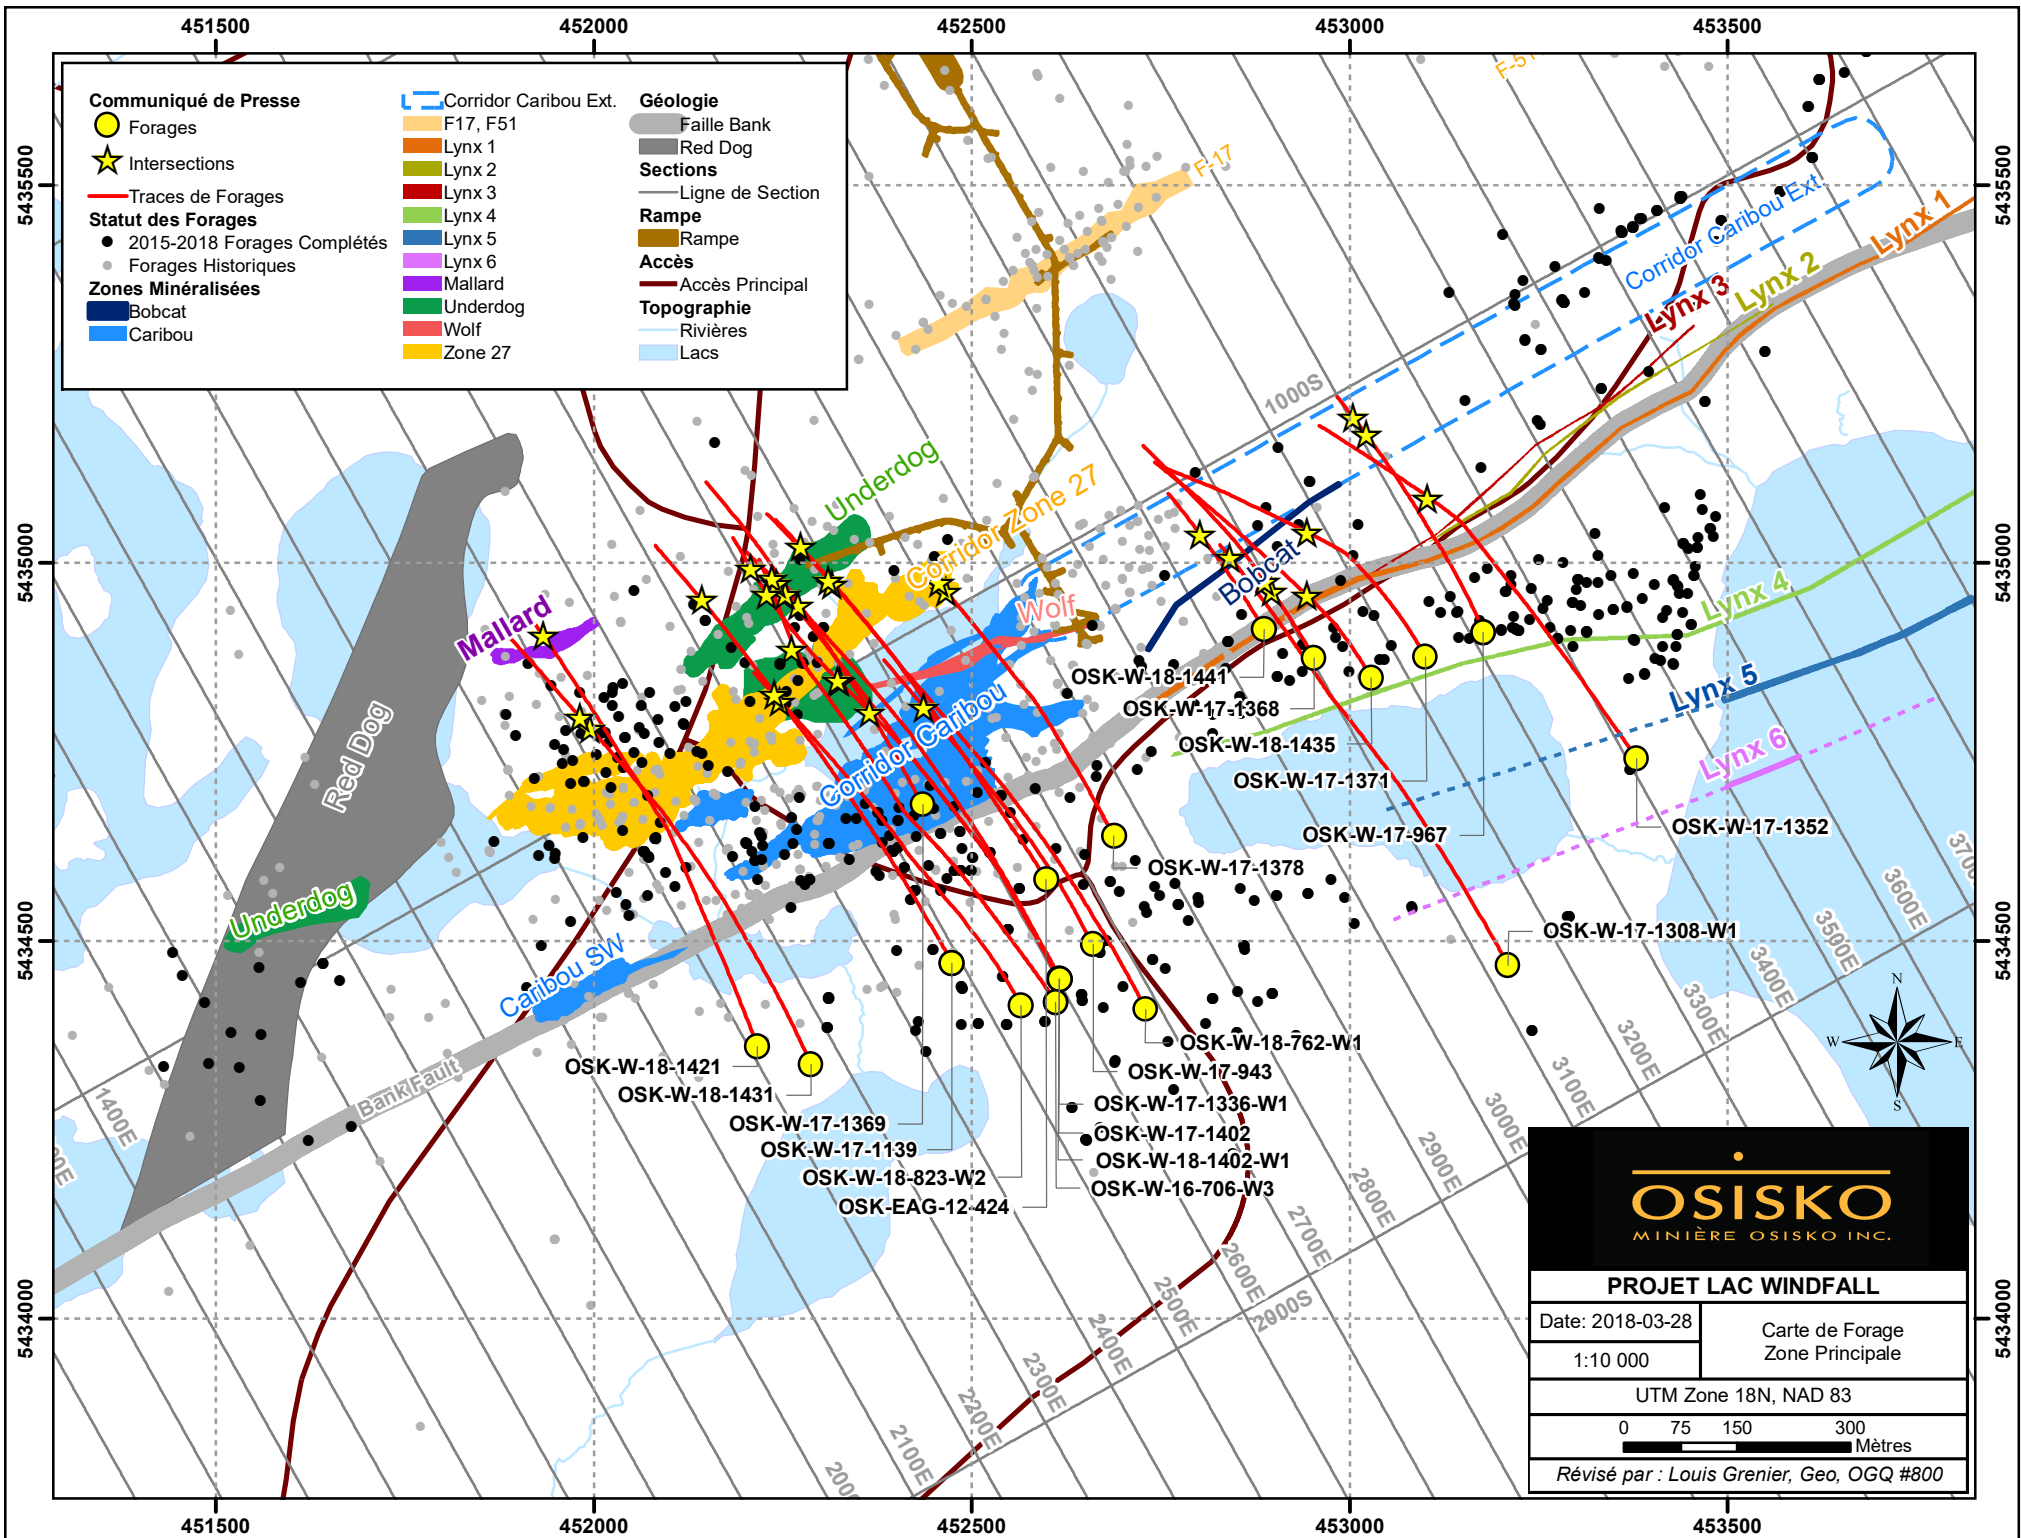 451500
452000
452500
453000
453500
5435500
5435000
5434500
5434000
5435500
5435000
5434500
5434000
451500
452000
452500
453000
453500
Communiqué de Presse
Forages
Intersections
Traces de Forages
Statut des Forages
2015-2018 Forages Complétés
Forages Historiques
Zones Minéralisées
Bobcat
Caribou
Corridor Caribou Ext.
F17, F51
Lynx 1
Lynx 2
Lynx 3
Lynx 4
Lynx 5
Lynx 6
Mallard
Underdog
Wolf
Zone 27
Géologie
Faille Bank
Red Dog
Sections
Ligne de Section
Rampe
Rampe
Accès
Accès Principal
Topographie
Rivières
Lacs
F-51
F-17
Corridor Caribou Ext.
Lynx 1
Lynx 2
Lynx 3
1000S
Underdog
Corridor Zone 27
Wolf
Bobcat
Mallard
Lynx 4
Lynx 5
Lynx 6
Red Dog
Corridor Caribou
Underdog
Caribou SW
Bank Fault
OSK-W-18-1441
OSK-W-17-1368
OSK-W-18-1435
OSK-W-17-1371
OSK-W-17-967
OSK-W-17-1352
OSK-W-17-1378
OSK-W-17-1308-W1
OSK-W-18-1421
OSK-W-18-1431
OSK-W-17-1369
OSK-W-17-1139
OSK-W-18-823-W2
OSK-EAG-12-424
OSK-W-18-762-W1
OSK-W-17-943
OSK-W-17-1336-W1
OSK-W-17-1402
OSK-W-18-1402-W1
OSK-W-16-706-W3
1400E
2000S
2100E
2200E
2300E
2400E
2500E
2600E
2700E
2800E
2900E
3000E
3100E
3200E
3300E
3400E
3500E
3600E
N
W
E
S
OSISKO
MINIÈRE OSISKO INC.
PROJET LAC WINDFALL
Date: 2018-03-28
1:10 000
Carte de Forage
Zone Principale
UTM Zone 18N, NAD 83
0 75 150 300
Mètres
Révisé par : Louis Grenier, Geo, OGQ #800